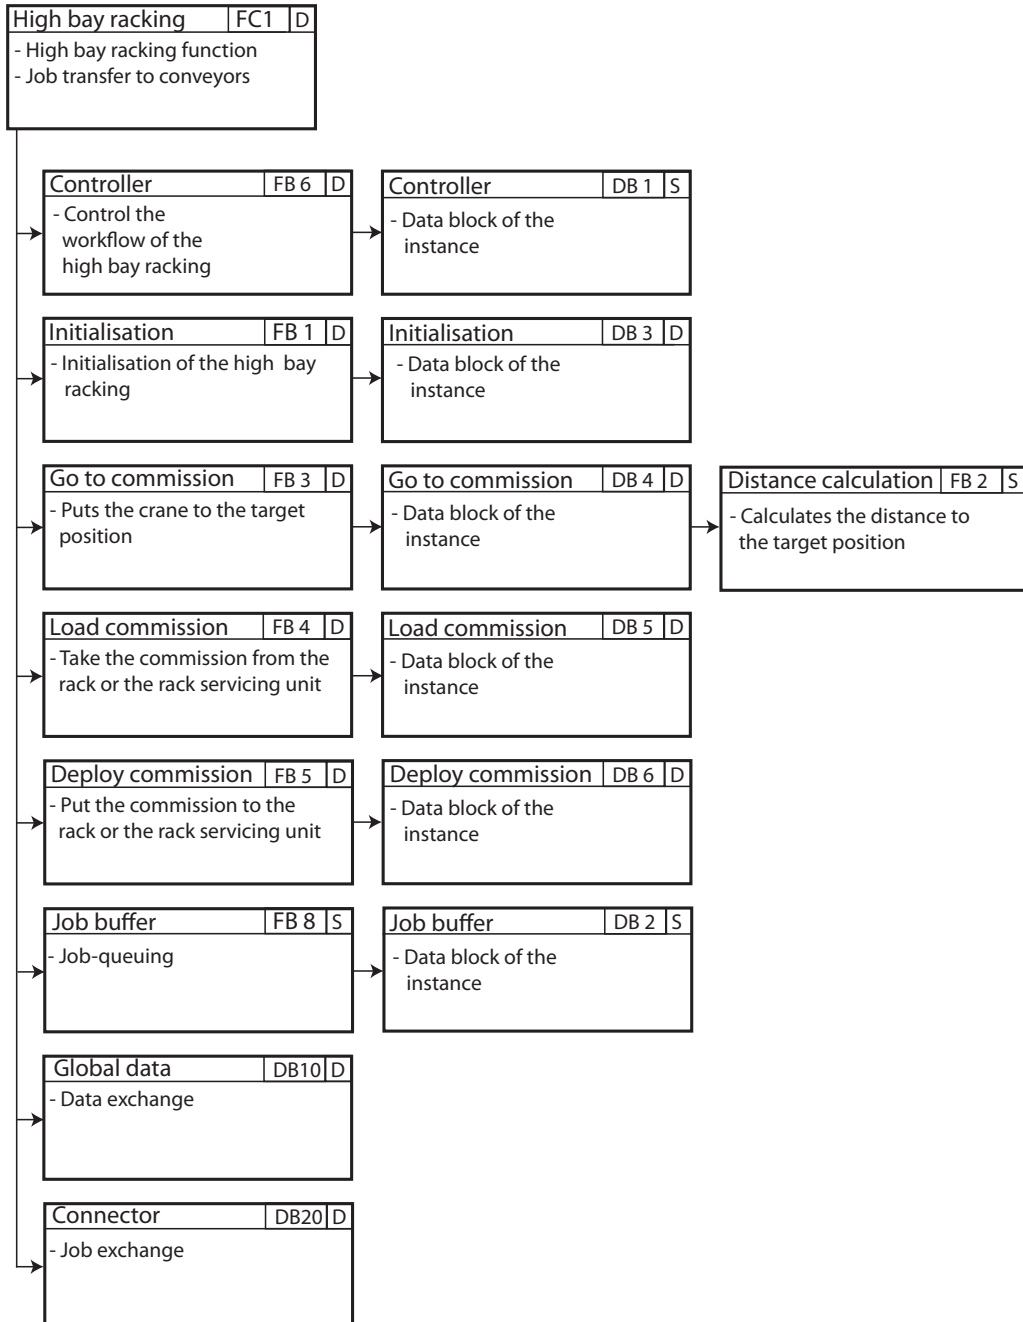 High bay racking FC1 D
- High bay racking function
- Job transfer to conveyors
Controller FB 6 D
- Control the
workflow of the
high bay racking
Controller DB 1 S
- Data block of the
instance
Initialisation FB 1 D
- Initialisation of the high bay
racking
Initialisation DB 3 D
- Data block of the
instance
Go to commission FB 3 D
- Puts the crane to the target
position
Go to commission DB 4 D
- Data block of the
instance
Distance calculation FB 2 S
- Calculates the distance to
the target position
Load commission FB 4 D
- Take the commission from the
rack or the rack servicing unit
Load commission DB 5 D
- Data block of the
instance
Deploy commission FB 5 D
- Put the commission to the
rack or the rack servicing unit
Deploy commission DB 6 D
- Data block of the
instance
Job buffer FB 8 S
- Job-queuing
Job buffer DB 2 S
- Data block of the
instance
Global data DB10 D
- Data exchange
Connector DB20 D
- Job exchange